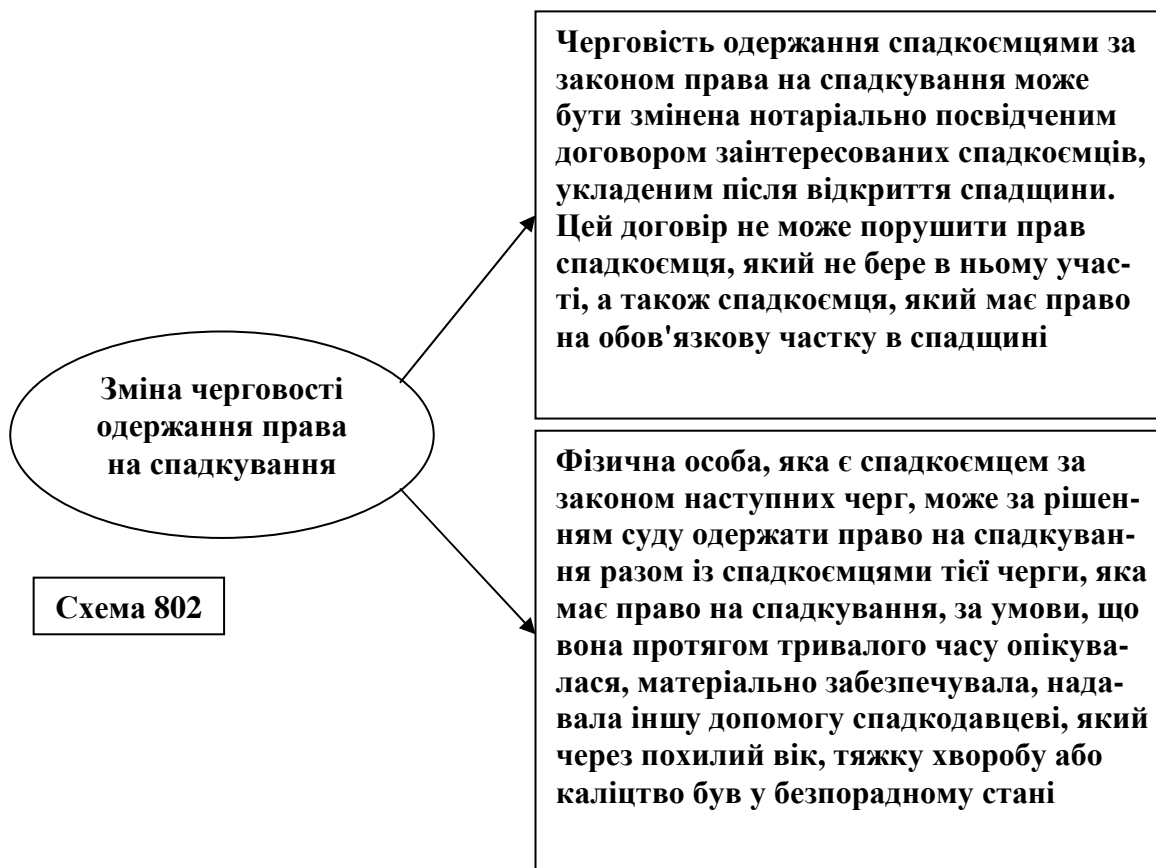 Черговість одержання спадкоємцями за
законом права на спадкування може
бути змінена нотаріально посвідченим
договором заінтересованих спадкоємців,
укладеним після відкриття спадщини.
Цей договір не може порушити прав
спадкоємця, який не бере в ньому учас-
ті, а також спадкоємця, який має право
на обов'язкову частку в спадщині
Зміна черговості
одержання права
на спадкування
Фізична особа, яка є спадкоємцем за
законом наступних черг, може за рішен-
ням суду одержати право на спадкуван-
ня разом із спадкоємцями тієї черги, яка
має право на спадкування, за умови, що
вона протягом тривалого часу опікува-
лася, матеріально забезпечувала, нада-
вала іншу допомогу спадкодавцеві, який
через похилий вік, тяжку хворобу або
каліцтво був у безпорадному стані
Схема 802